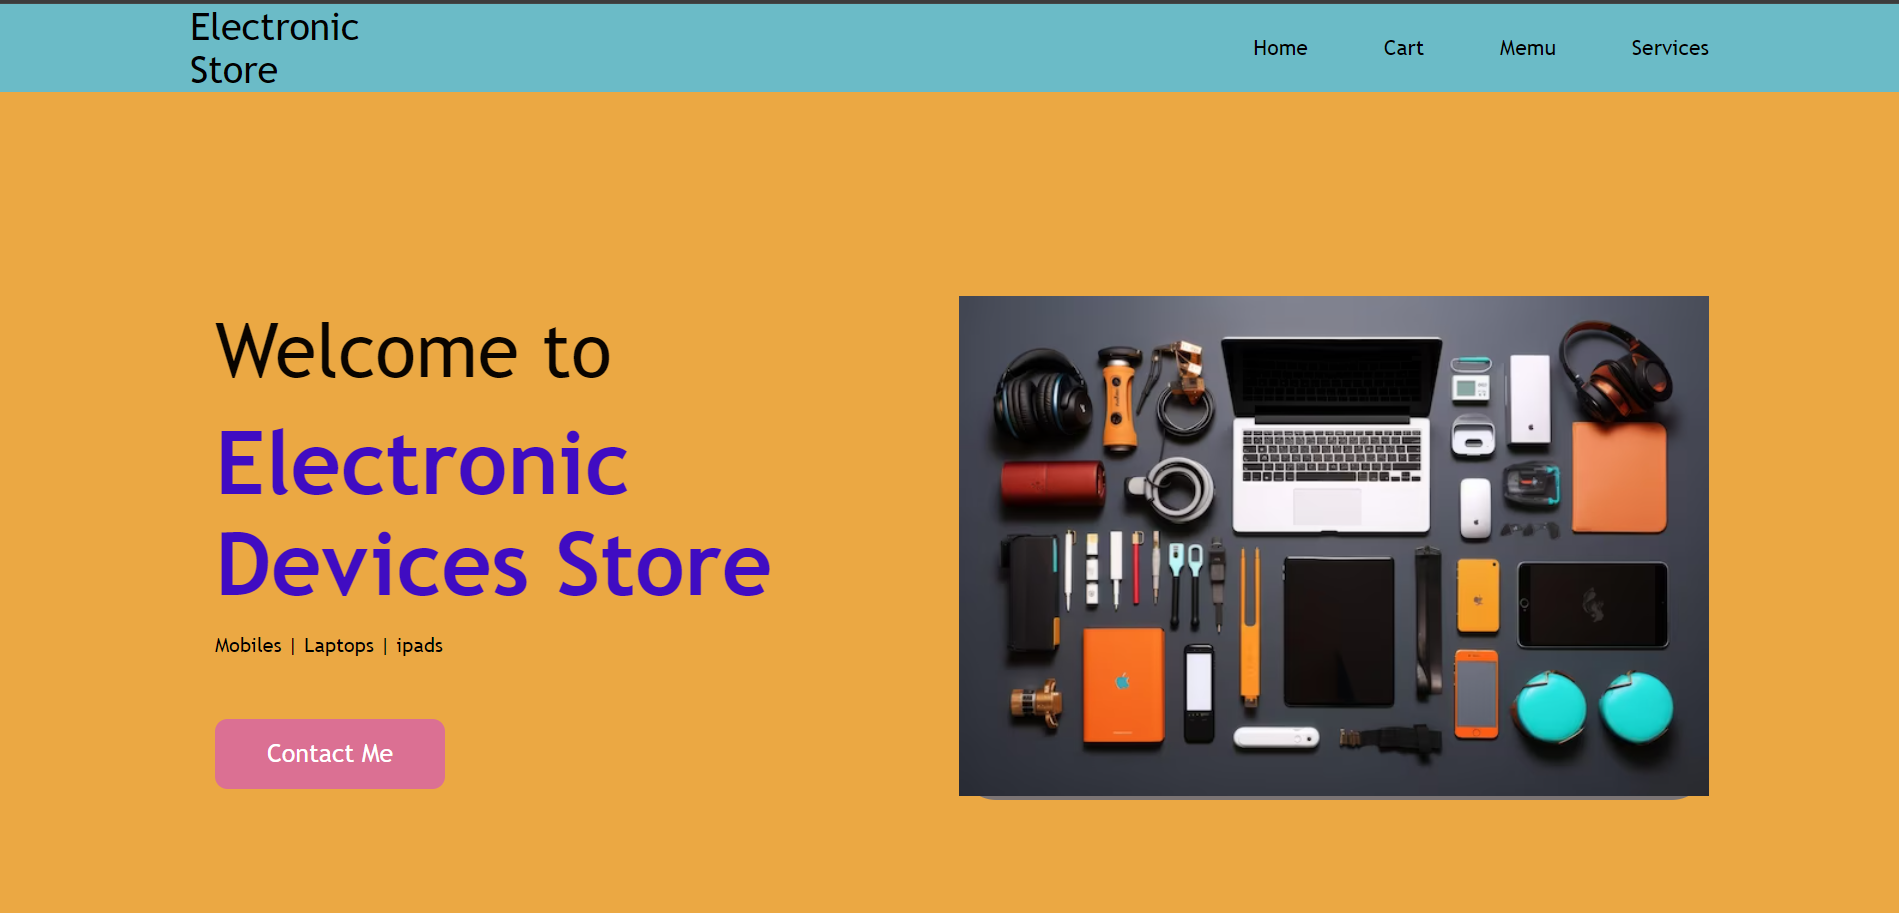 Electronic
Store
Home Cart Memu Services
Welcome to
Electronic
Devices Store
Mobiles | Laptops | ipads
Contact Me